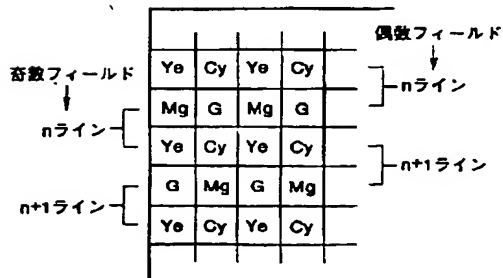 偶数フィールド
Ye Cy Ye Cy
奇数フィールド
nライン
Mg G Mg G
nライン
Ye Cy Ye Cy
n+1ライン
G Mg G Mg
n+1ライン
Ye Cy Ye Cy